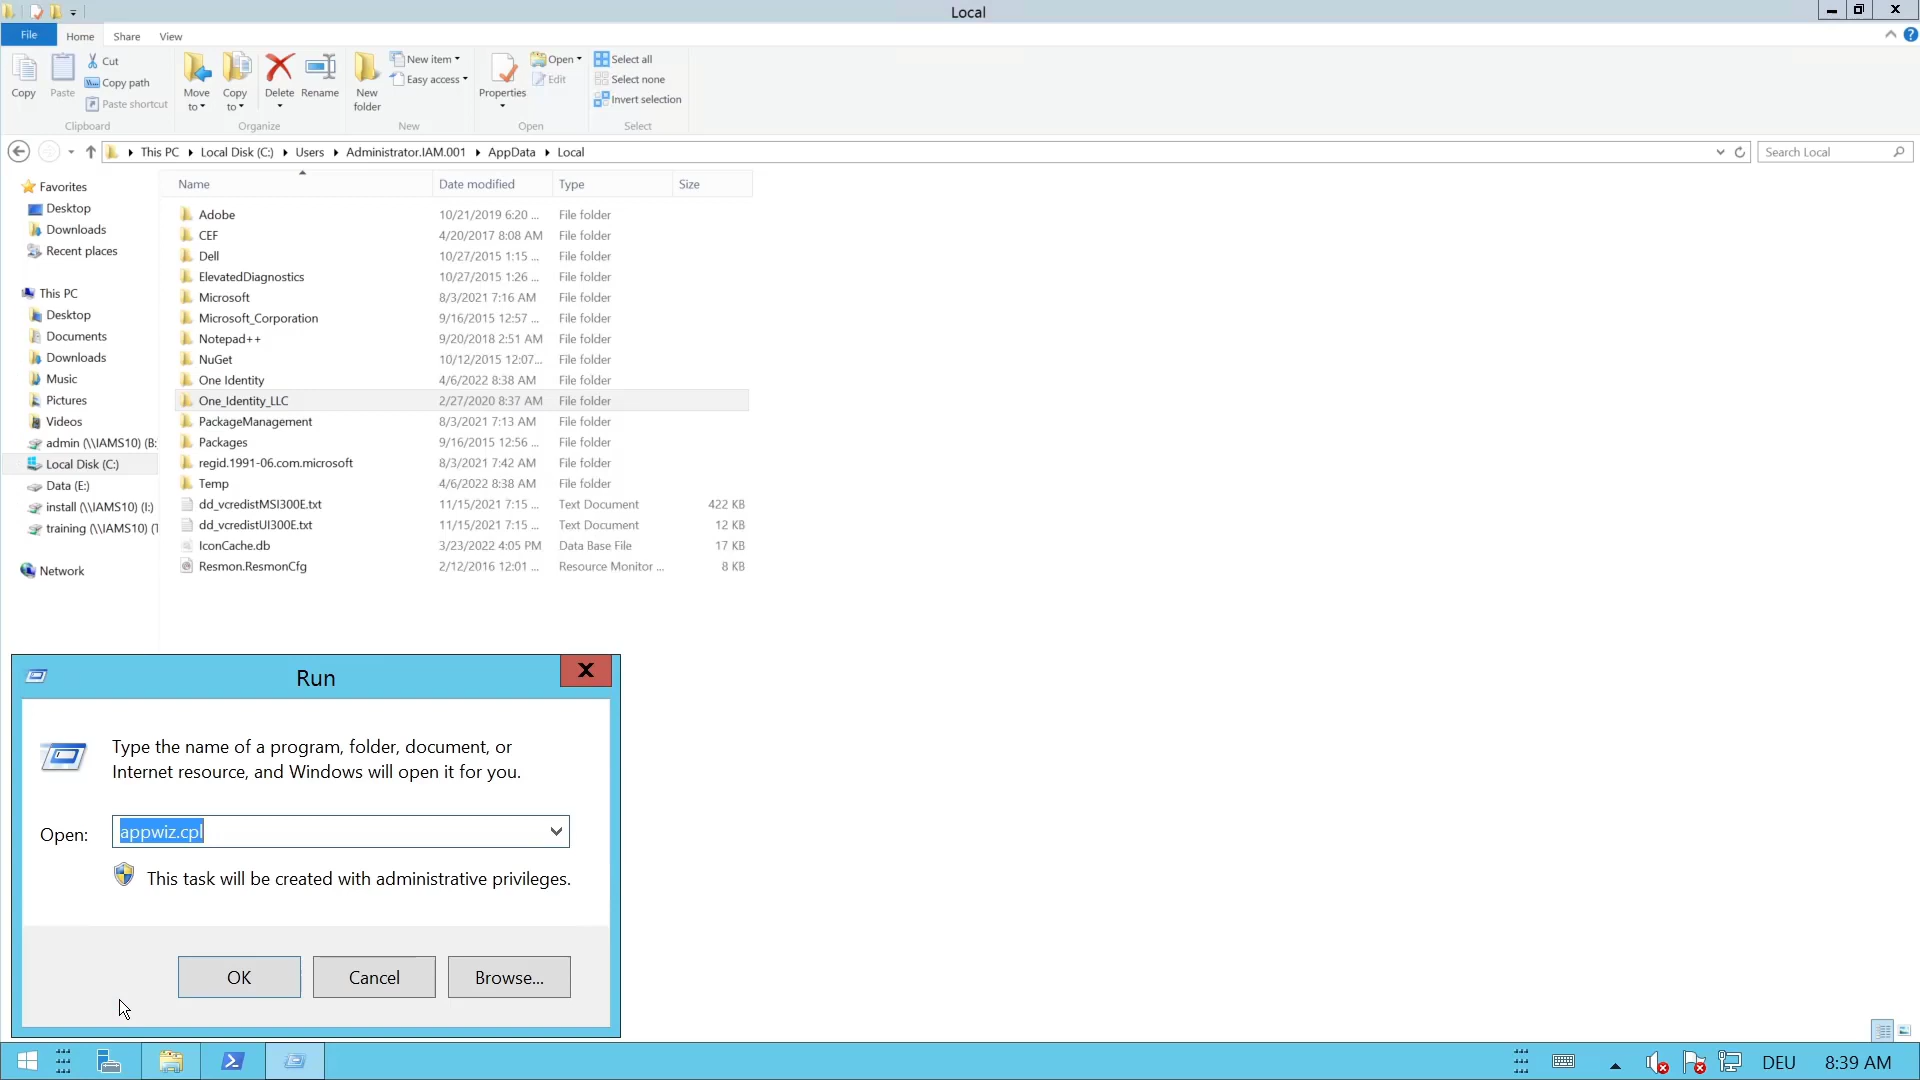 Local
File Home Share View
Copy
Paste
Cut
Copy path
Paste shortcut
Clipboard
Move to
Copy to
Delete
Rename
Organize
New folder
New item
Easy access
New
Properties
Open
Edit
Open
Select all
Select none
Invert selection
Select
This PC Local Disk (C:) Users Administrator.IAM.001 AppData Local
Search Local
Favorites
Desktop
Downloads
Recent places
This PC
Desktop
Documents
Downloads
Music
Pictures
Videos
admin (\\IAMS10) (B:
Local Disk (C:)
Data (E:)
install (\\IAMS10) (I:)
training (\\IAMS10) (T
Network
Name Date modified Type Size
Adobe 10/21/2019 6:20 ... File folder
CEF 4/20/2017 8:08 AM File folder
Dell 10/27/2015 1:15 ... File folder
ElevatedDiagnostics 10/27/2015 1:26 ... File folder
Microsoft 8/3/2021 7:16 AM File folder
Microsoft_Corporation 9/16/2015 12:57 ... File folder
Notepad++ 9/20/2018 2:51 AM File folder
NuGet 10/12/2015 12:07... File folder
One Identity 4/6/2022 8:38 AM File folder
One_Identity_LLC 2/27/2020 8:37 AM File folder
PackageManagement 8/3/2021 7:13 AM File folder
Packages 9/16/2015 12:56 ... File folder
regid.1991-06.com.microsoft 8/3/2021 7:42 AM File folder
Temp 4/6/2022 8:38 AM File folder
dd_vcredistMSI300E.txt 11/15/2021 7:15 ... Text Document 422 KB
dd_vcredistUI300E.txt 11/15/2021 7:15 ... Text Document 12 KB
IconCache.db 3/23/2022 4:05 PM Data Base File 17 KB
Resmon.ResmonCfg 2/12/2016 12:01 ... Resource Monitor ... 8 KB
Run
Type the name of a program, folder, document, or
Internet resource, and Windows will open it for you.
Open: appwiz.cpl
This task will be created with administrative privileges.
OK Cancel Browse...
DEU 8:39 AM